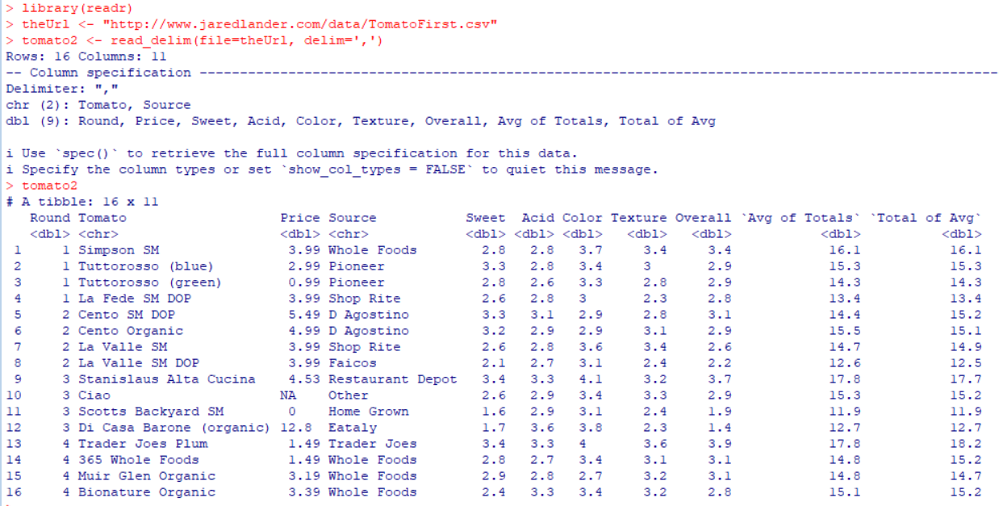 > library(readr)
> theUrl <- "http://www.jaredlander.com/data/TomatoFirst.csv"
> tomato2 <- read_delim(file=theUrl, delim=',')
Rows: 16 Columns: 11
-- Column specification ---------------------------------------------------------------------------------------------------
Delimiter: ","
chr (2): Tomato, Source
dbl (9): Round, Price, Sweet, Acid, Color, Texture, Overall, Avg of Totals, Total of Avg
i Use `spec()` to retrieve the full column specification for this data.
i Specify the column types or set `show_col_types = FALSE` to quiet this message.
> tomato2
# A tibble: 16 x 11
   Round Tomato                   Price Source           Sweet  Acid Color Texture Overall `Avg of Totals` `Total of Avg`
   <dbl> <chr>                    <dbl> <chr>            <dbl> <dbl> <dbl>   <dbl>   <dbl>           <dbl>          <dbl>
 1     1 Simpson SM                3.99 Whole Foods        2.8   2.8   3.7     3.4     3.4            16.1           16.1
 2     1 Tuttorosso (blue)         2.99 Pioneer            3.3   2.8   3.4     3       2.9            15.3           15.3
 3     1 Tuttorosso (green)        0.99 Pioneer            2.8   2.6   3.3     2.8     2.9            14.3           14.3
 4     1 La Fede SM DOP            3.99 Shop Rite          2.6   2.8   3       2.3     2.8            13.4           13.4
 5     2 Cento SM DOP              5.49 D Agostino         3.3   3.1   2.9     2.8     3.1            14.4           15.2
 6     2 Cento Organic             4.99 D Agostino         3.2   2.9   2.9     3.1     2.9            15.5           15.1
 7     2 La Valle SM               3.99 Shop Rite          2.6   2.8   3.6     3.4     2.6            14.7           14.9
 8     2 La Valle SM DOP           3.99 Faicos             2.1   2.7   3.1     2.4     2.2            12.6           12.5
 9     3 Stanislaus Alta Cucina    4.53 Restaurant Depot   3.4   3.3   4.1     3.2     3.7            17.8           17.7
10     3 Ciao                     NA    Other              2.6   2.9   3.4     3.3     2.9            15.3           15.2
11     3 Scotts Backyard SM        0    Home Grown         1.6   2.9   3.1     2.4     1.9            11.9           11.9
12     3 Di Casa Barone (organic) 12.8  Eataly             1.7   3.6   3.8     2.3     1.4            12.7           12.7
13     4 Trader Joes Plum          1.49 Trader Joes        3.4   3.3   4       3.6     3.9            17.8           18.2
14     4 365 Whole Foods           1.49 Whole Foods        2.8   2.7   3.4     3.1     3.1            14.8           15.2
15     4 Muir Glen Organic         3.19 Whole Foods        2.9   2.8   2.7     3.2     3.1            14.8           14.7
16     4 Bionature Organic         3.39 Whole Foods        2.4   3.3   3.4     3.2     2.8            15.1           15.2